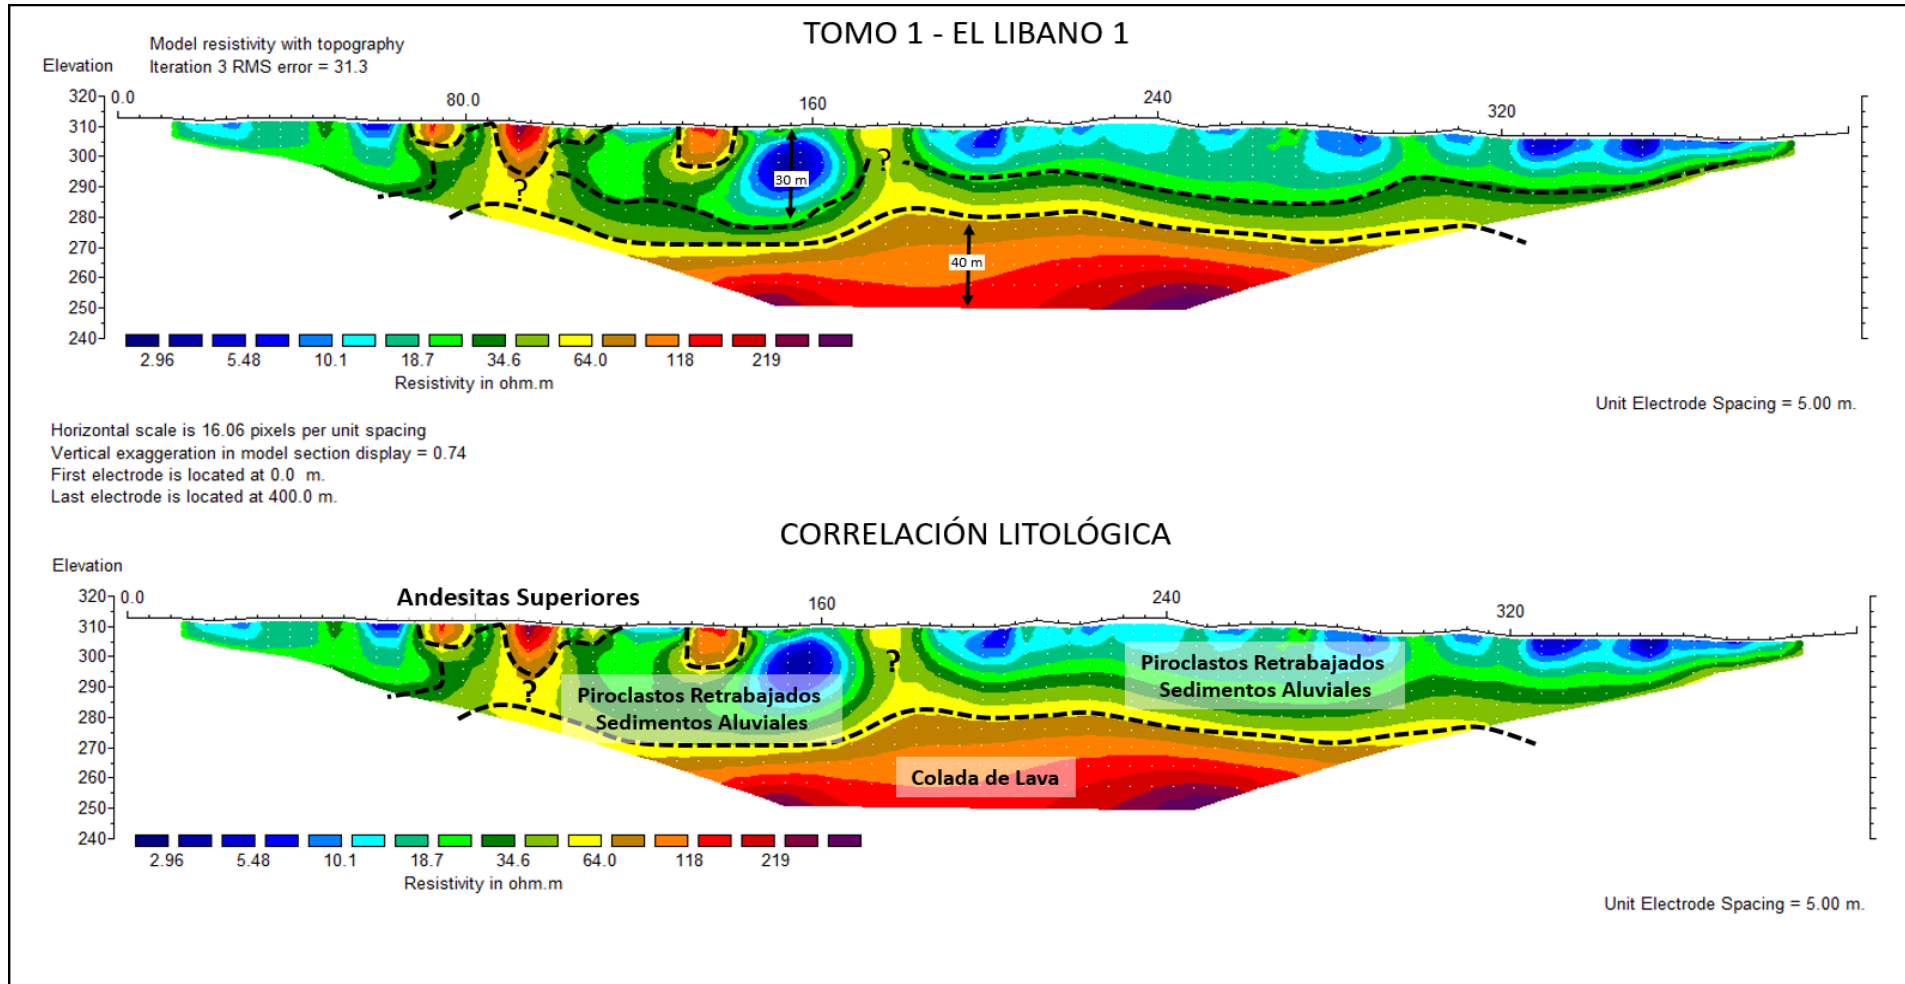 TOMO 1 - EL LIBANO 1
Model resistivity with topography
Iteration 3 RMS error = 31.3
Elevation
0.0 80.0 160 240 320
320
310
300
290
280
270
260
250
240
?
?
30 m
40 m
2.96 5.48 10.1 18.7 34.6 64.0 118 219
Resistivity in ohm.m
Unit Electrode Spacing = 5.00 m.
Horizontal scale is 16.06 pixels per unit spacing
Vertical exaggeration in model section display = 0.74
First electrode is located at 0.0 m.
Last electrode is located at 400.0 m.
CORRELACIÓN LITOLÓGICA
Elevation
0.0 160 240 320
Andesitas Superiores
320
310
300
290
280
270
260
250
240
?
?
Piroclastos Retrabajados
Sedimentos Aluviales
Piroclastos Retrabajados
Sedimentos Aluviales
Colada de Lava
2.96 5.48 10.1 18.7 34.6 64.0 118 219
Resistivity in ohm.m
Unit Electrode Spacing = 5.00 m.